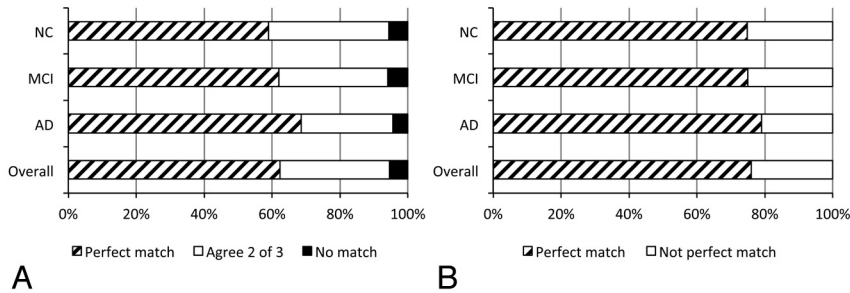 NC
MCI
AD
Overall
0% 20% 40% 60% 80% 100%
Perfect match Agree 2 of 3 No match
A
NC
MCI
AD
Overall
0% 20% 40% 60% 80% 100%
Perfect match Not perfect match
B